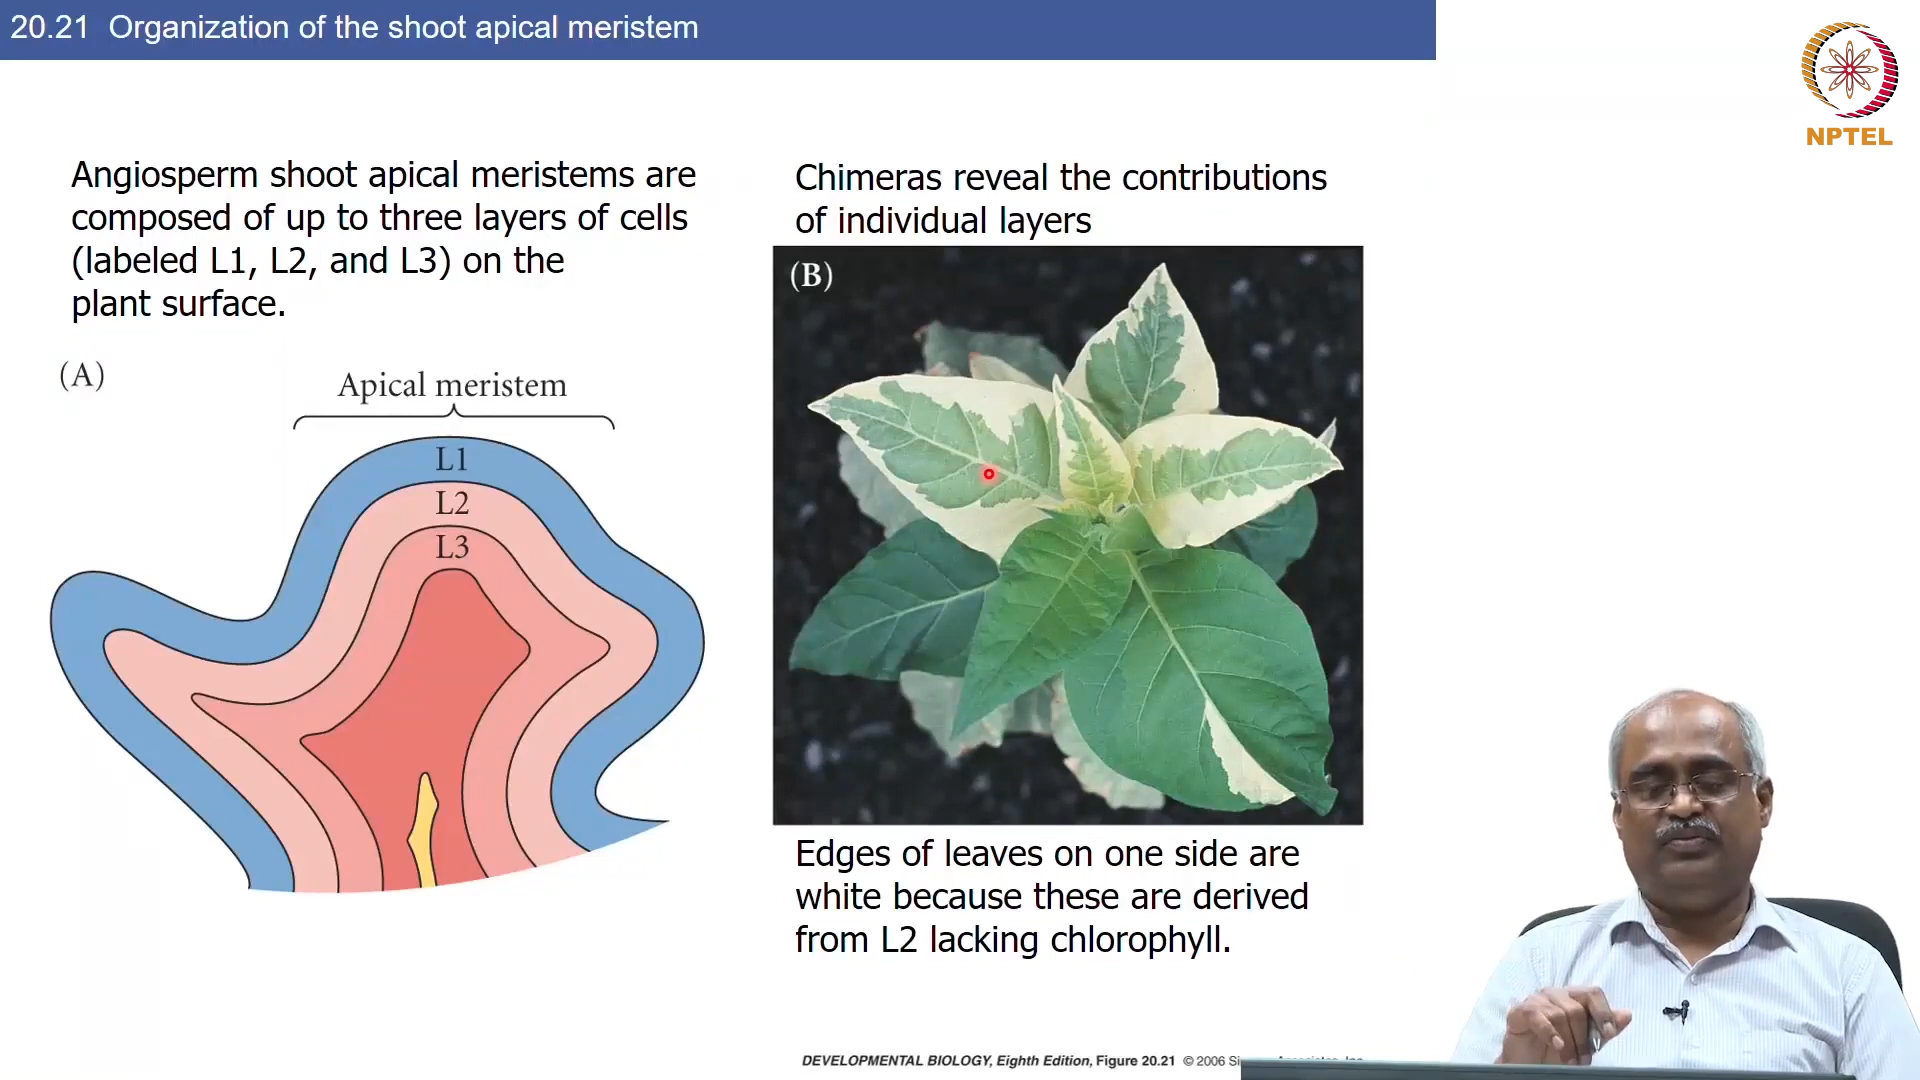 20.21 Organization of the shoot apical meristem
NPTEL
Angiosperm shoot apical meristems are
composed of up to three layers of cells
(labeled L1, L2, and L3) on the
plant surface.
(A)
Apical meristem
L1
L2
L3
Chimeras reveal the contributions
of individual layers
(B)
Edges of leaves on one side are
white because these are derived
from L2 lacking chlorophyll.
DEVELOPMENTAL BIOLOGY, Eighth Edition, Figure 20.21 © 2006